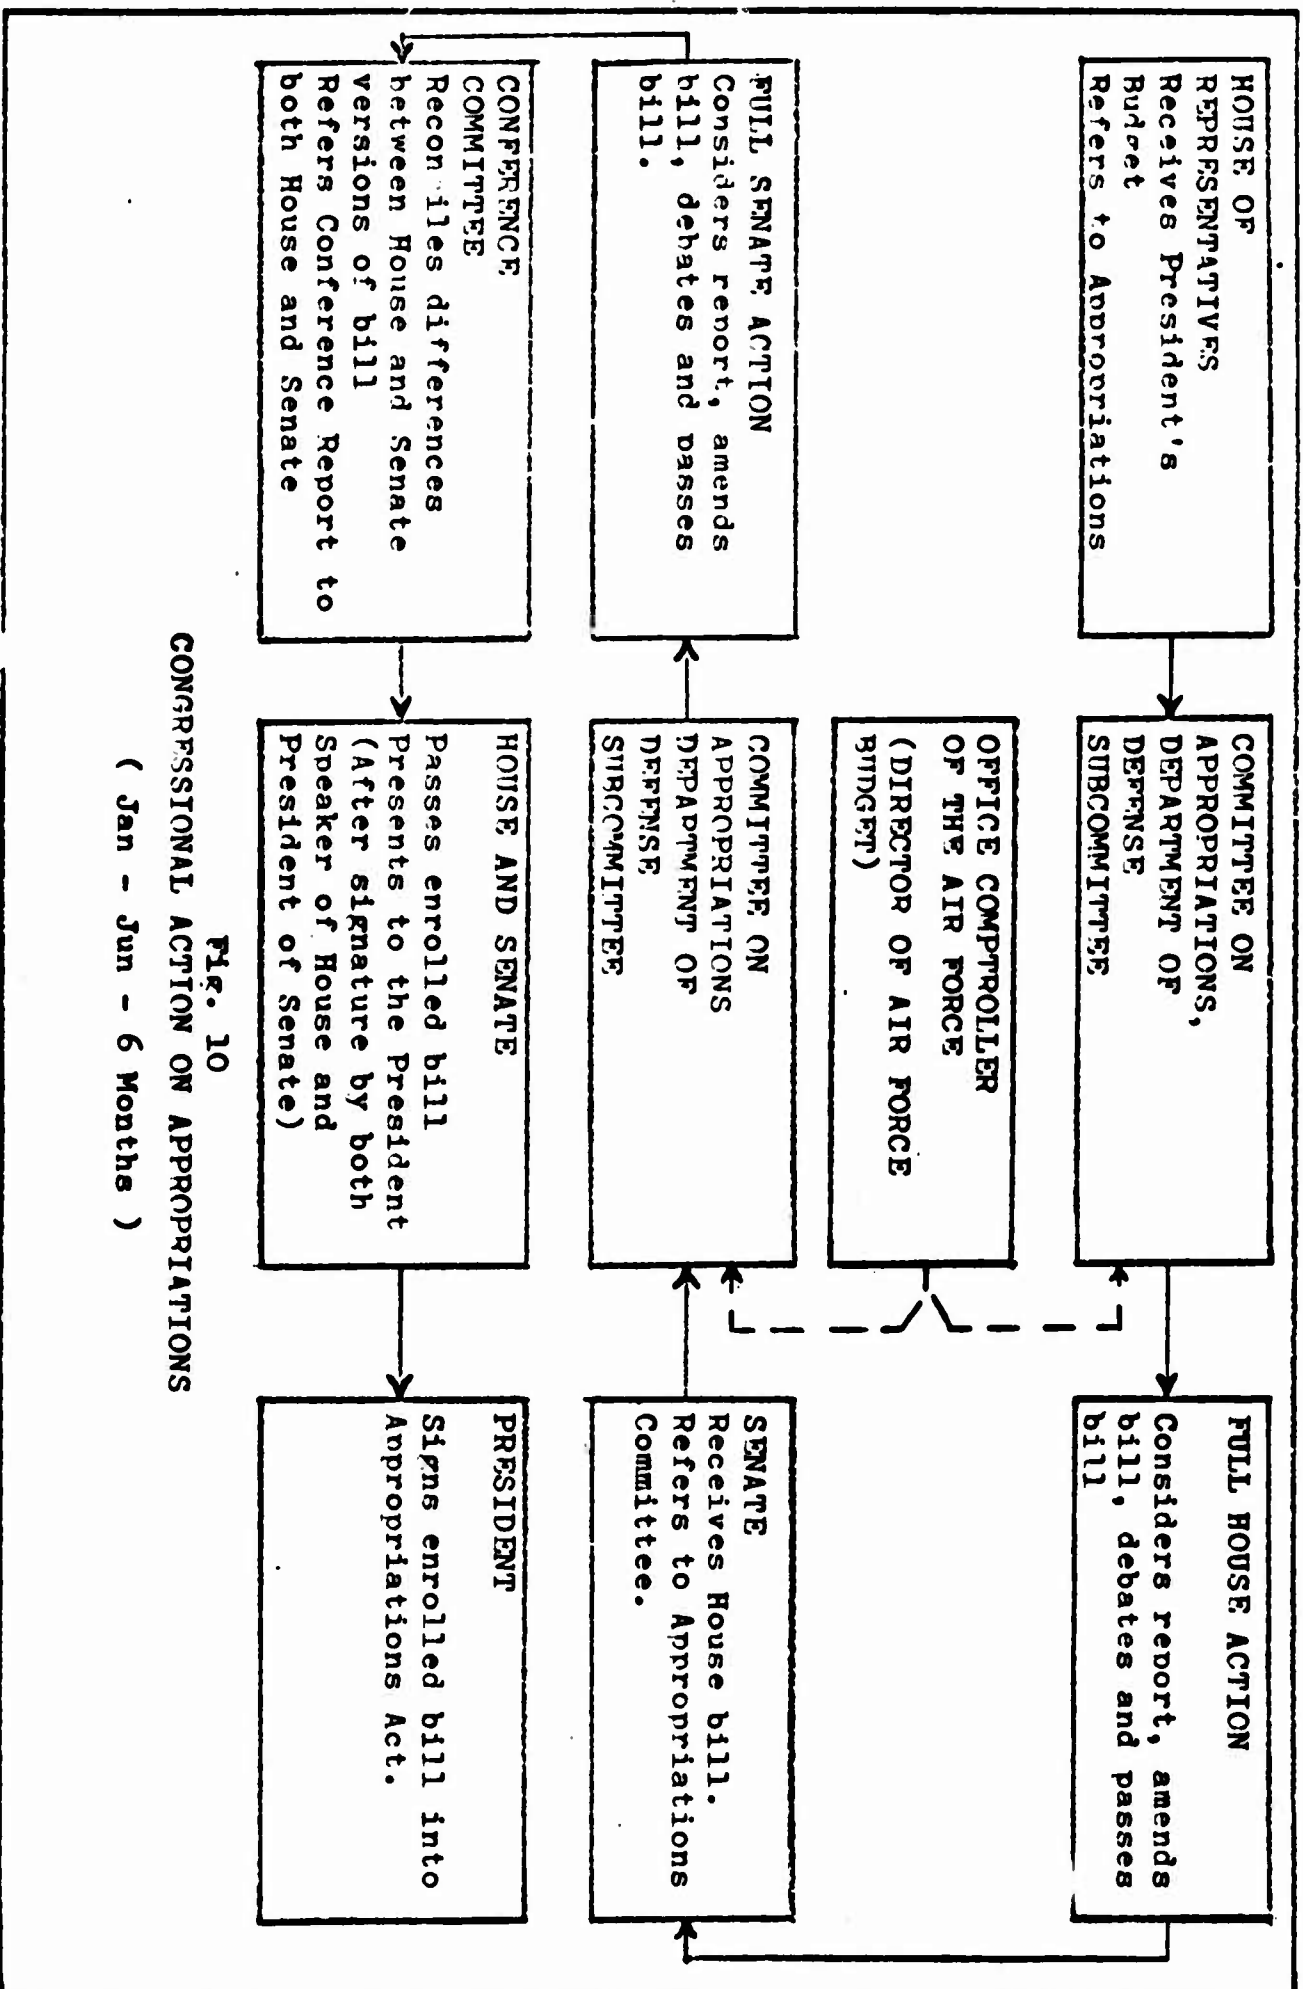 HOUSE OF
REPRESENTATIVES
Receives President's
Budget
Refers to Appropriations
COMMITTEE ON
APPROPRIATIONS,
DEPARTMENT OF
DEFENSE
SUBCOMMITTEE
FULL HOUSE ACTION
Considers report, amends
bill, debates and passes
bill
OFFICE COMPTROLLER
OF THE AIR FORCE
(DIRECTOR OF AIR FORCE
BUDGET)
FULL SENATE ACTION
Considers report, amends
bill, debates and passes
bill.
COMMITTEE ON
APPROPRIATIONS
DEPARTMENT OF
DEFENSE
SUBCOMMITTEE
SENATE
Receives House bill.
Refers to Appropriations
Committee.
CONFERENCE
COMMITTEE
Recon iles differences
between House and Senate
versions of bill
Refers Conference Report to
both House and Senate
HOUSE AND SENATE
Passes enrolled bill
Presents to the President
(After signature by both
Speaker of House and
President of Senate)
PRESIDENT
Signs enrolled bill into
Appropriations Act.
Fig. 10
CONGRESSIONAL ACTION ON APPROPRIATIONS
( Jan - Jun - 6 Months )